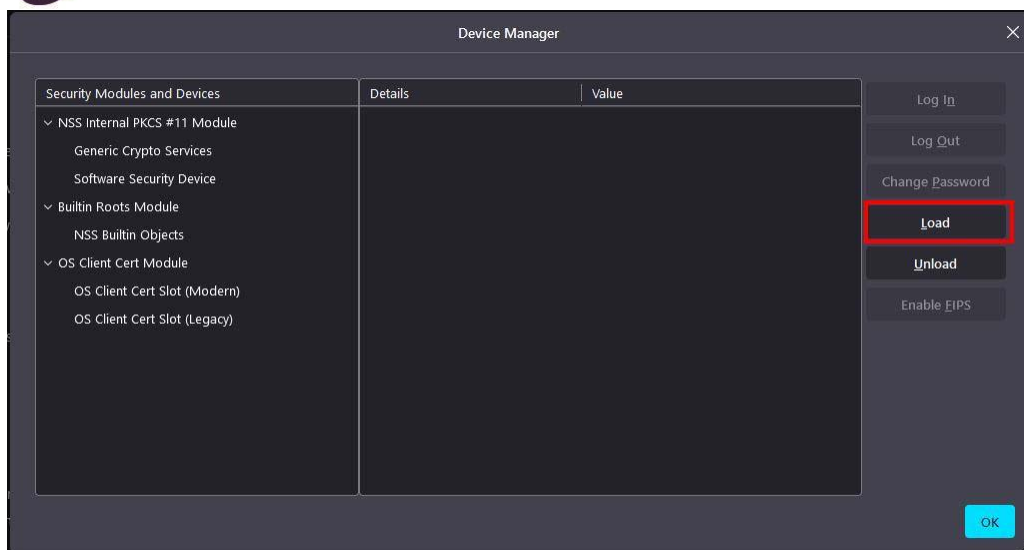 Device Manager
Security Modules and Devices
Details
Value
NSS Internal PKCS #11 Module
Generic Crypto Services
Software Security Device
Builtin Roots Module
NSS Builtin Objects
OS Client Cert Module
OS Client Cert Slot (Modern)
OS Client Cert Slot (Legacy)
Log In
Log Out
Change Password
Load
Unload
Enable FIPS
OK